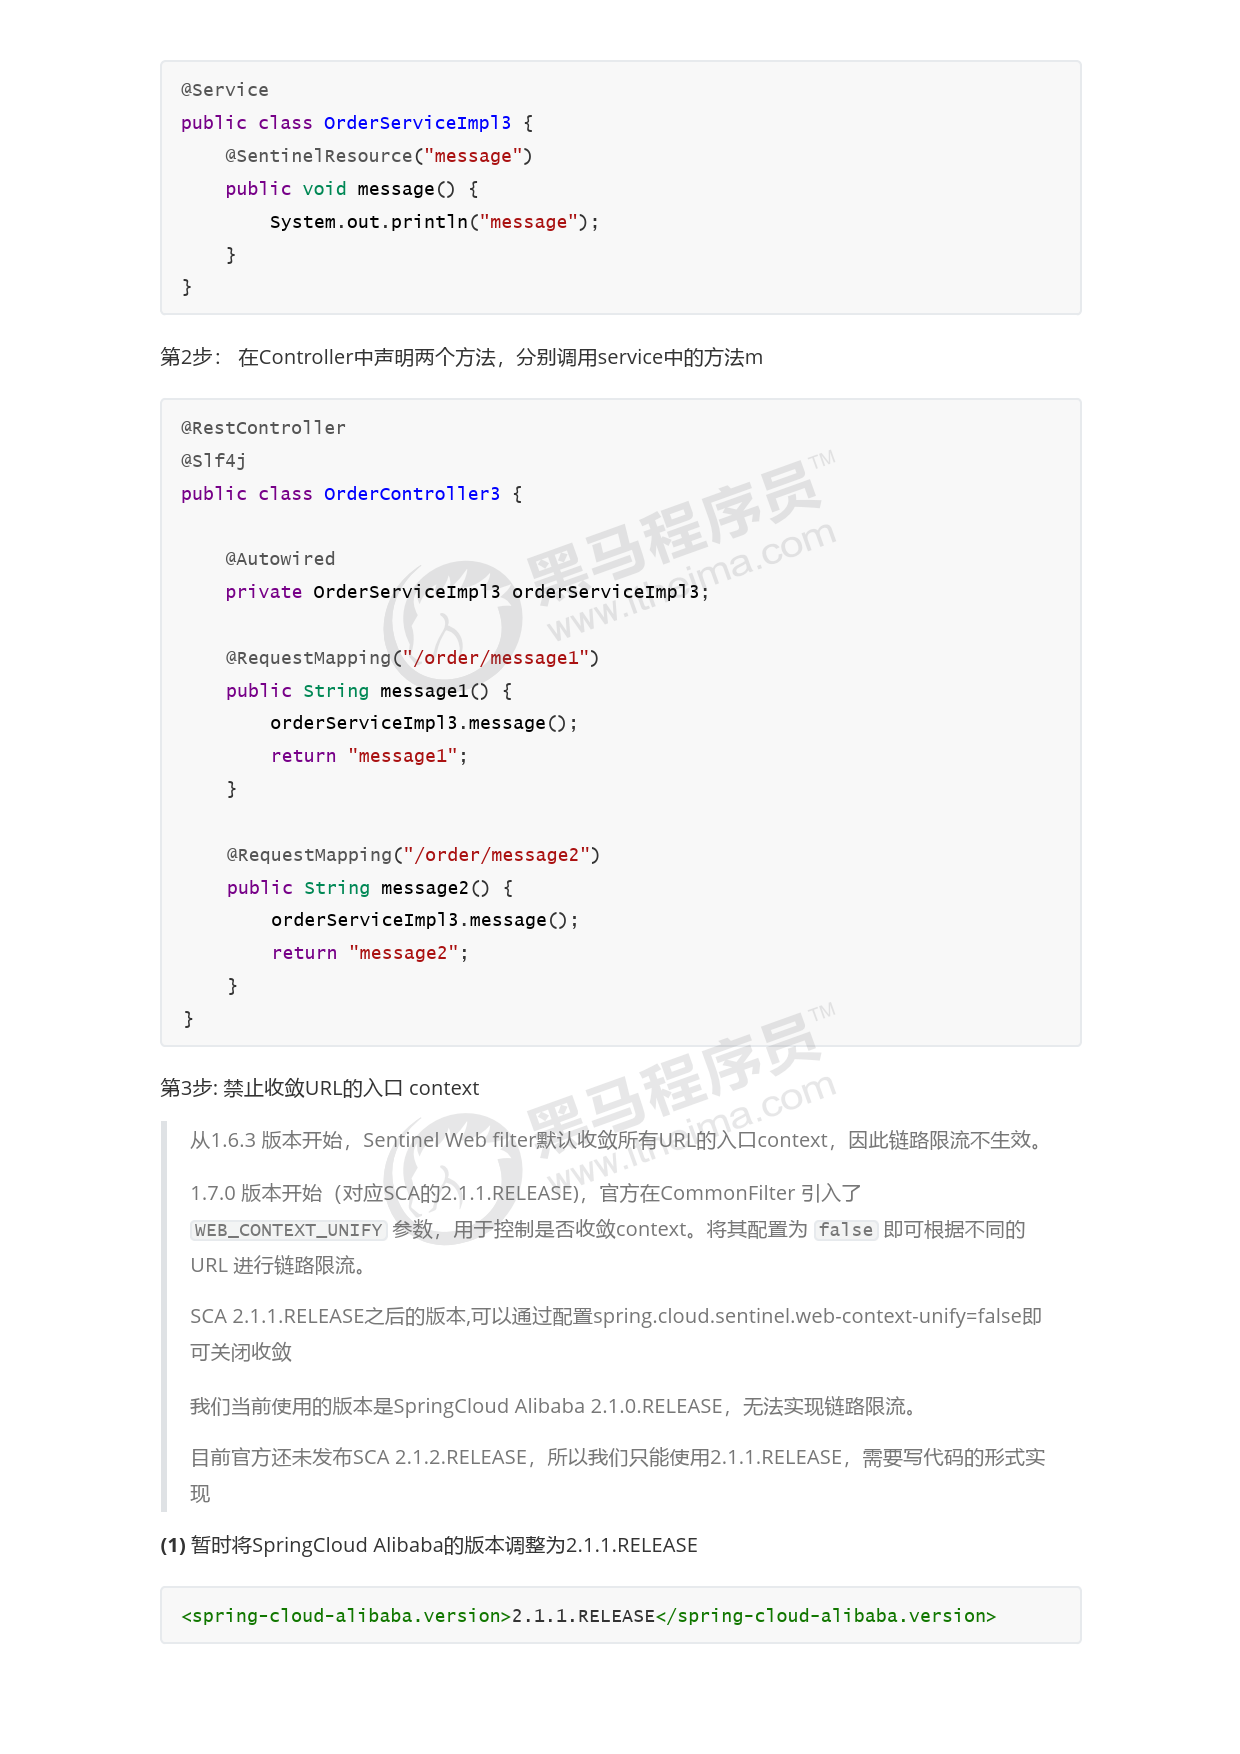 @Service
public class OrderServiceImpl3 {
    @SentinelResource("message")
    public void message() {
        System.out.println("message");
    }
}
第2步： 在Controller中声明两个方法，分别调用service中的方法m
@RestController
@Slf4j
public class OrderController3 {
    @Autowired
    private OrderServiceImpl3 orderServiceImpl3;
    @RequestMapping("/order/message1")
    public String message1() {
        orderServiceImpl3.message();
        return "message1";
    }
    @RequestMapping("/order/message2")
    public String message2() {
        orderServiceImpl3.message();
        return "message2";
    }
}
黑马程序员™
www.itheima.com
第3步: 禁止收敛URL的入口 context
从1.6.3 版本开始，Sentinel Web filter默认收敛所有URL的入口context，因此链路限流不生效。
1.7.0 版本开始（对应SCA的2.1.1.RELEASE)，官方在CommonFilter 引入了
WEB_CONTEXT_UNIFY 参数，用于控制是否收敛context。将其配置为 false 即可根据不同的
URL 进行链路限流。
SCA 2.1.1.RELEASE之后的版本,可以通过配置spring.cloud.sentinel.web-context-unify=false即
可关闭收敛
我们当前使用的版本是SpringCloud Alibaba 2.1.0.RELEASE，无法实现链路限流。
目前官方还未发布SCA 2.1.2.RELEASE，所以我们只能使用2.1.1.RELEASE，需要写代码的形式实
现
黑马程序员™
www.itheima.com
(1) 暂时将SpringCloud Alibaba的版本调整为2.1.1.RELEASE
<spring-cloud-alibaba.version>2.1.1.RELEASE</spring-cloud-alibaba.version>